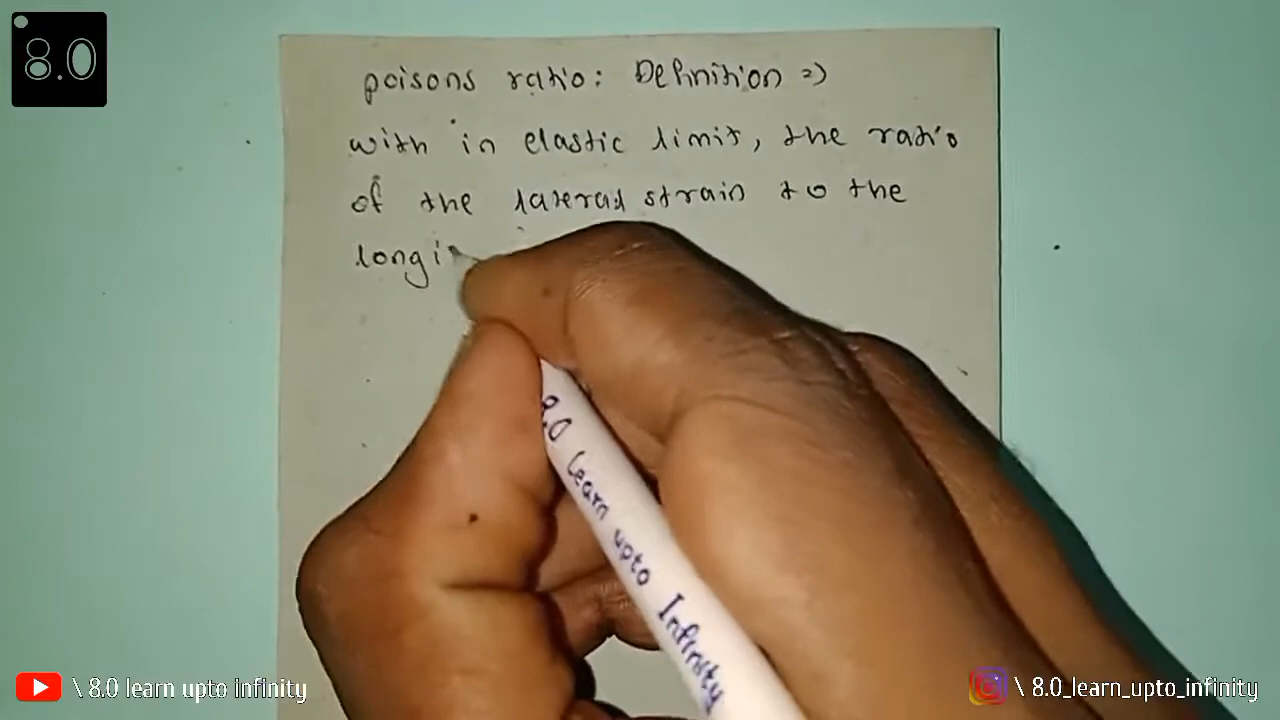 8.0
poisons ratio: Definition =>
with in elastic limit, the ratio
of the lateral strain to the
longi
8.0 Learn upto Infinity
\ 8.0 learn upto infinity
\ 8.0_learn_upto_infinity